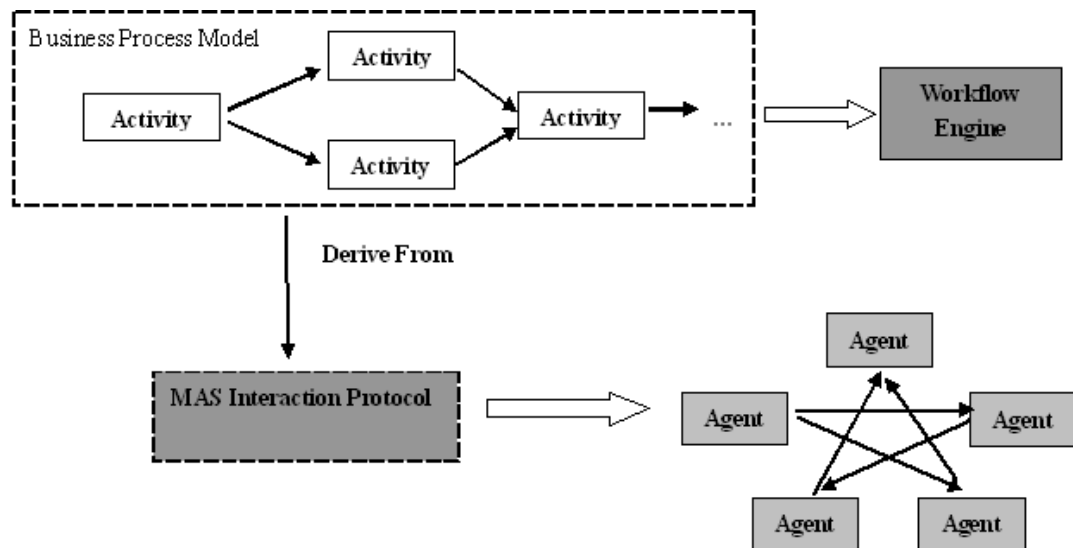 Business Process Model
Activity
Activity
Activity
Activity
...
Workflow
Engine
Derive From
MAS Interaction Protocol
Agent
Agent
Agent
Agent
Agent